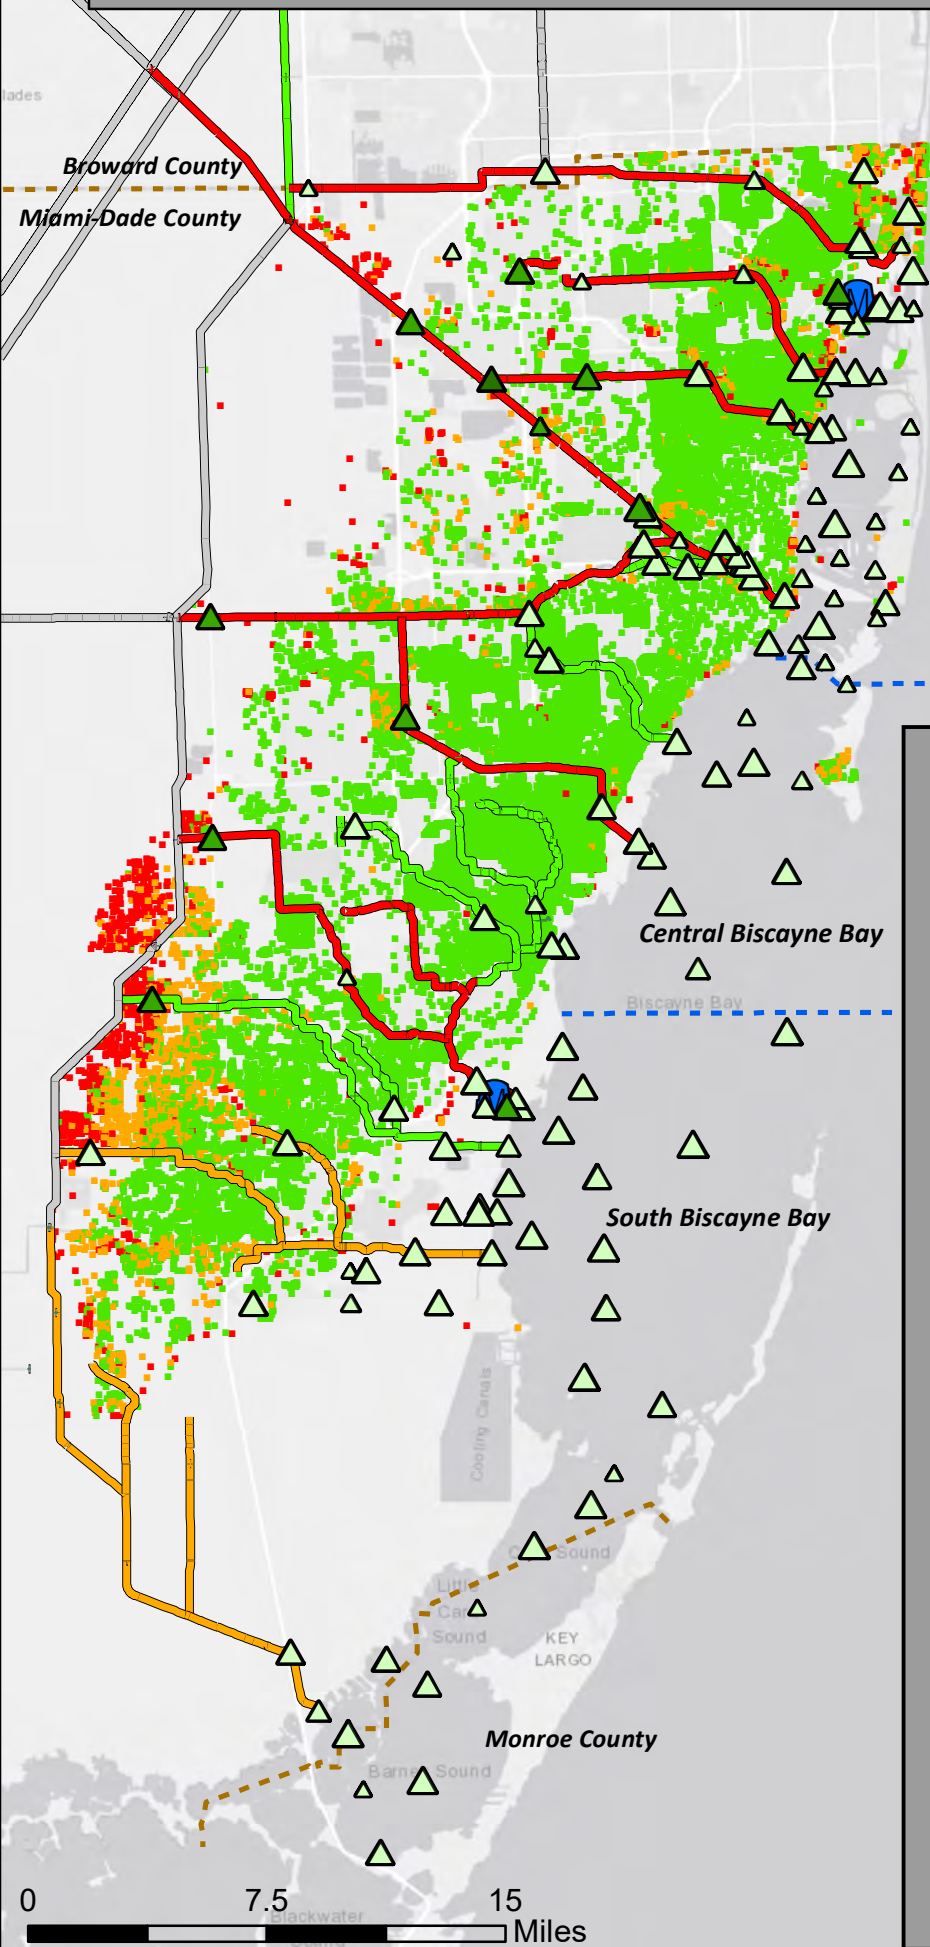 lades
Broward County
Miami-Dade County
Central Biscayne Bay
Biscayne Bay
South Biscayne Bay
Cooling Canals
Sound
Little
Card
Sound
KEY
LARGO
Monroe County
Sound
0 7.5 15
Miles
Blackwater
Sound